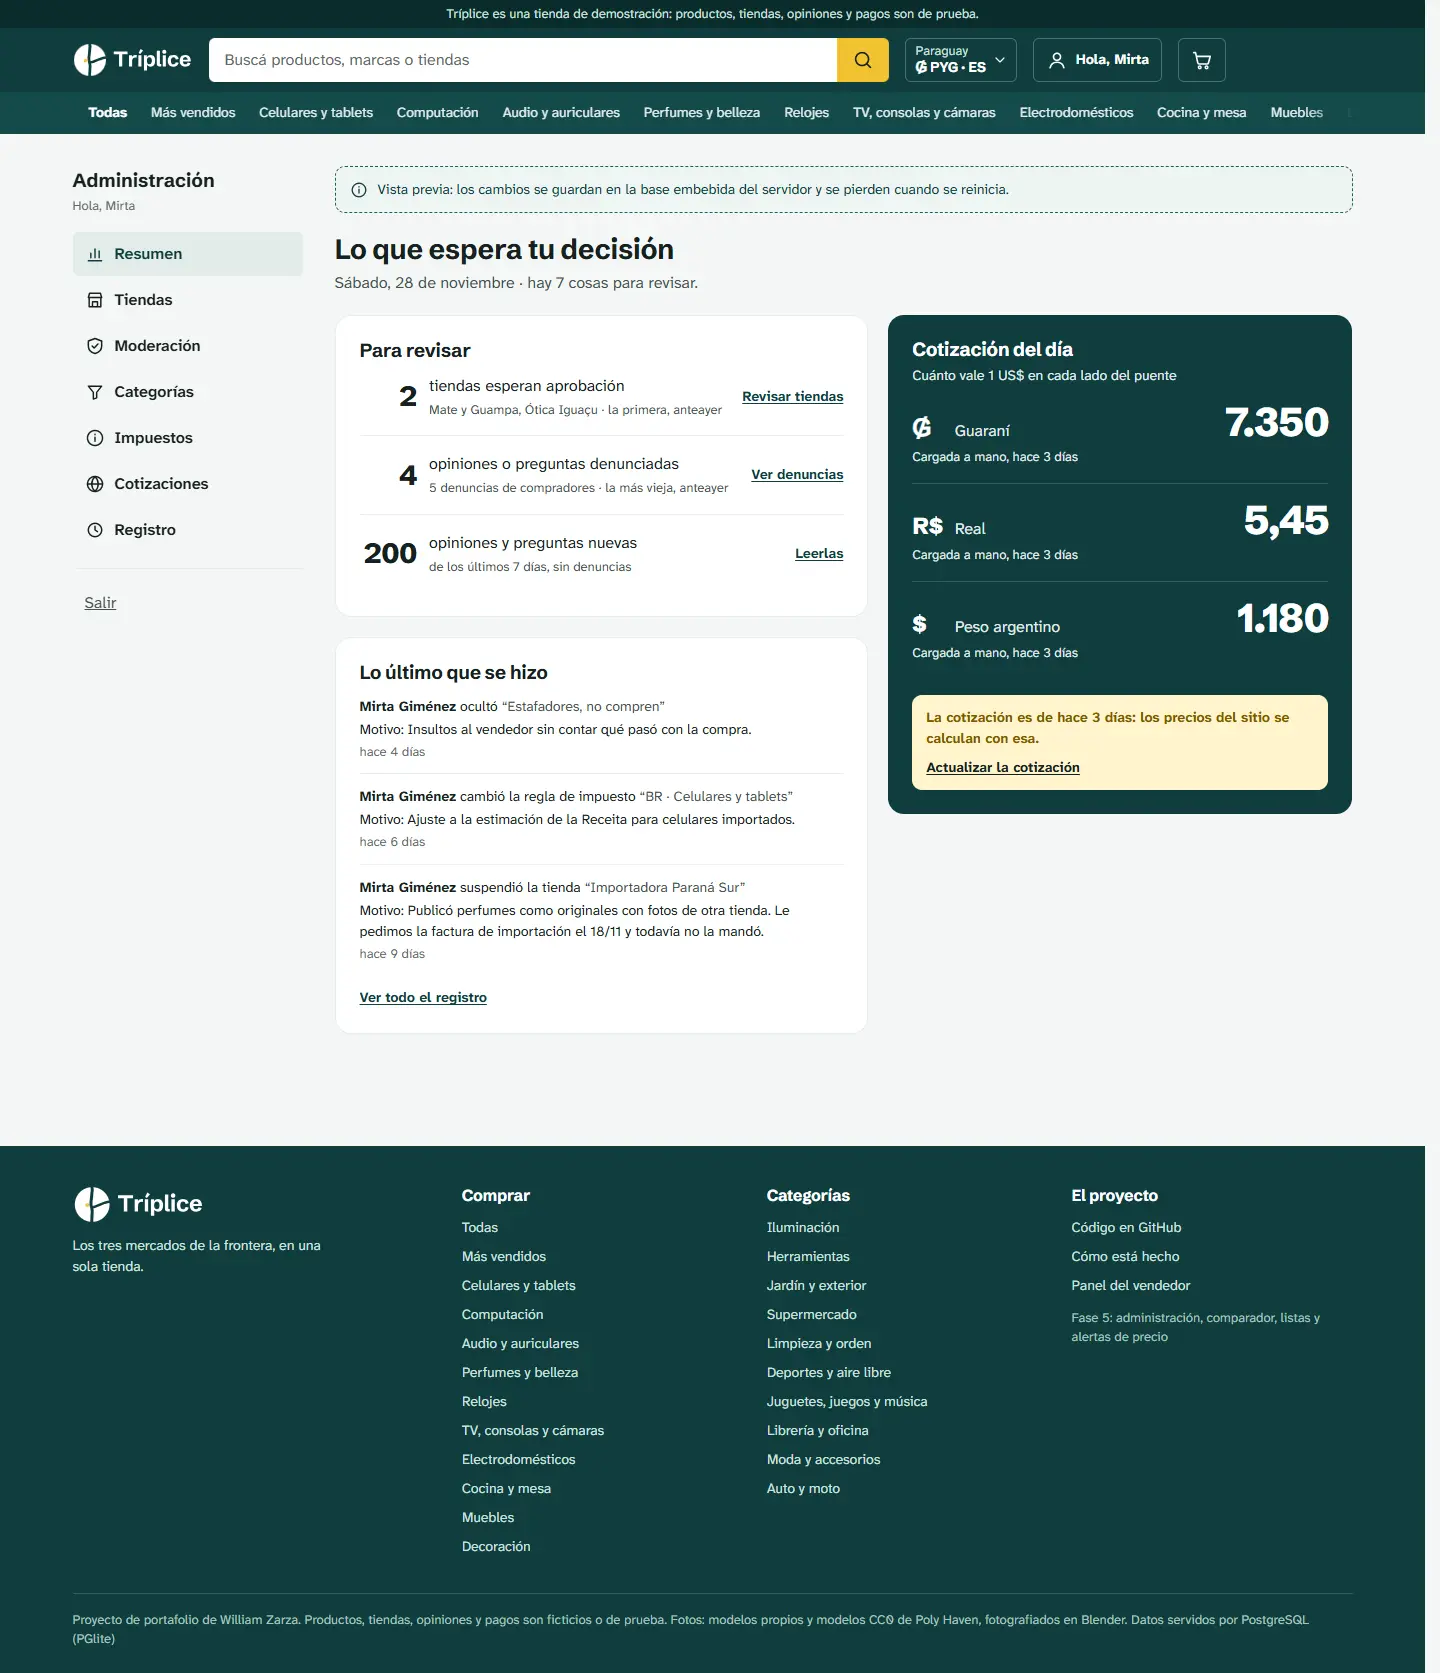 Tríplice es una tienda de demostración: productos, tiendas, opiniones y pagos son de prueba.
Tríplice
Buscá productos, marcas o tiendas
Paraguay
₲ PYG · ES
Hola, Mirta
Todas
Más vendidos
Celulares y tablets
Computación
Audio y auriculares
Perfumes y belleza
Relojes
TV, consolas y cámaras
Electrodomésticos
Cocina y mesa
Muebles
Administración
Hola, Mirta
Resumen
Tiendas
Moderación
Categorías
Impuestos
Cotizaciones
Registro
Salir
Vista previa: los cambios se guardan en la base embebida del servidor y se pierden cuando se reinicia.
Lo que espera tu decisión
Sábado, 28 de noviembre · hay 7 cosas para revisar.
Para revisar
2
tiendas esperan aprobación
Mate y Guampa, Ótica Iguaçu · la primera, anteayer
Revisar tiendas
4
opiniones o preguntas denunciadas
5 denuncias de compradores · la más vieja, anteayer
Ver denuncias
200
opiniones y preguntas nuevas
de los últimos 7 días, sin denuncias
Leerlas
Lo último que se hizo
Mirta Giménez ocultó “Estafadores, no compren”
Motivo: Insultos al vendedor sin contar qué pasó con la compra.
hace 4 días
Mirta Giménez cambió la regla de impuesto “BR · Celulares y tablets”
Motivo: Ajuste a la estimación de la Receita para celulares importados.
hace 6 días
Mirta Giménez suspendió la tienda “Importadora Paraná Sur”
Motivo: Publicó perfumes como originales con fotos de otra tienda. Le
pedimos la factura de importación el 18/11 y todavía no la mandó.
hace 9 días
Ver todo el registro
Cotización del día
Cuánto vale 1 US$ en cada lado del puente
₲ Guaraní 7.350
Cargada a mano, hace 3 días
R$ Real 5,45
Cargada a mano, hace 3 días
$ Peso argentino 1.180
Cargada a mano, hace 3 días
La cotización es de hace 3 días: los precios del sitio se
calculan con esa.
Actualizar la cotización
Tríplice
Los tres mercados de la frontera, en una
sola tienda.
Comprar
Todas
Más vendidos
Celulares y tablets
Computación
Audio y auriculares
Perfumes y belleza
Relojes
TV, consolas y cámaras
Electrodomésticos
Cocina y mesa
Muebles
Decoración
Categorías
Iluminación
Herramientas
Jardín y exterior
Supermercado
Limpieza y orden
Deportes y aire libre
Juguetes, juegos y música
Librería y oficina
Moda y accesorios
Auto y moto
El proyecto
Código en GitHub
Cómo está hecho
Panel del vendedor
Fase 5: administración, comparador, listas y
alertas de precio
Proyecto de portafolio de William Zarza. Productos, tiendas, opiniones y pagos son ficticios o de prueba. Fotos: modelos propios y modelos CC0 de Poly Haven, fotografiados en Blender. Datos servidos por PostgreSQL
(PGlite)